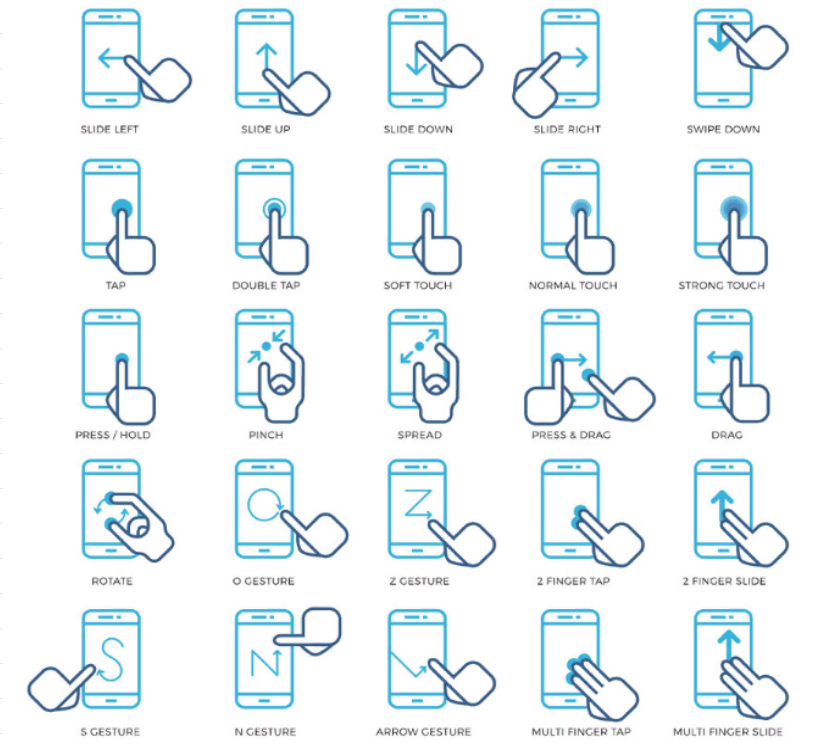 SLIDE LEFT
SLIDE UP
SLIDE DOWN
SLIDE RIGHT
SWIPE DOWN
TAP
DOUBLE TAP
SOFT TOUCH
NORMAL TOUCH
STRONG TOUCH
PRESS / HOLD
PINCH
SPREAD
PRESS & DRAG
DRAG
ROTATE
O GESTURE
Z GESTURE
2 FINGER TAP
2 FINGER SLIDE
S GESTURE
N GESTURE
ARROW GESTURE
MULTI FINGER TAP
MULTI FINGER SLIDE